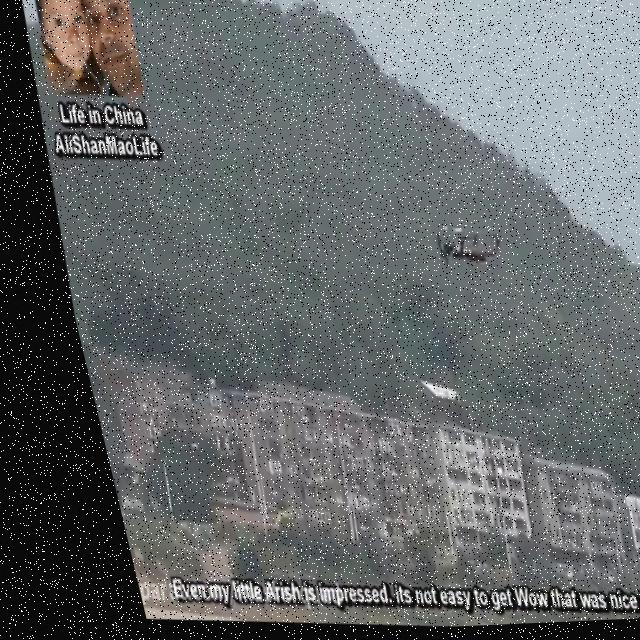 Life in China
AliShanMaoLife
Even my little Arish is impressed. its not easy to get Wow that was nice